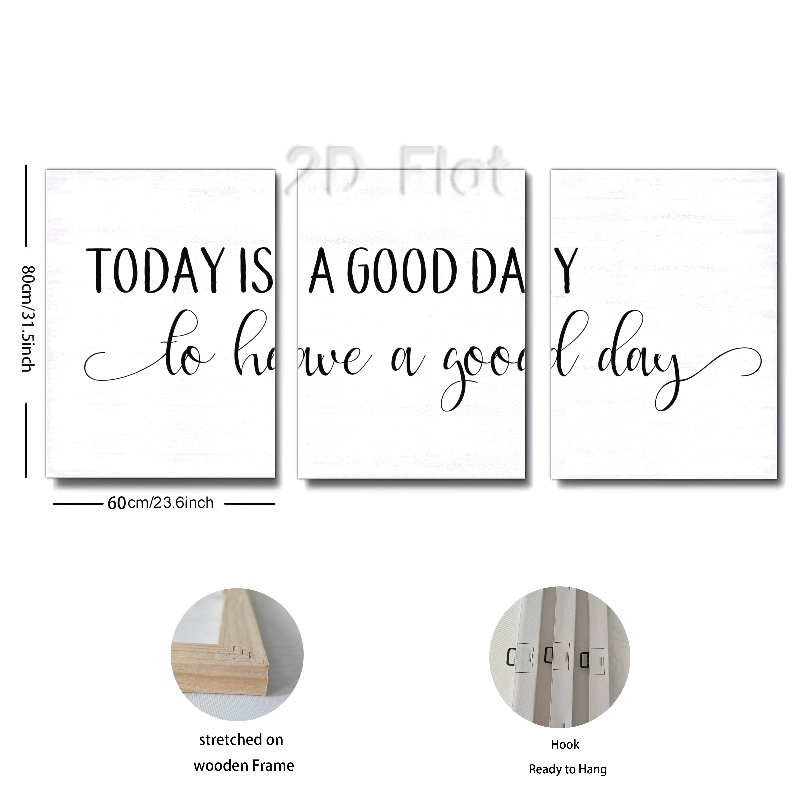 2D Flat
TODAY IS A GOOD DAY
to have a good day
80cm/31.5inch
60cm/23.6inch
stretched on
wooden Frame
Hook
Ready to Hang